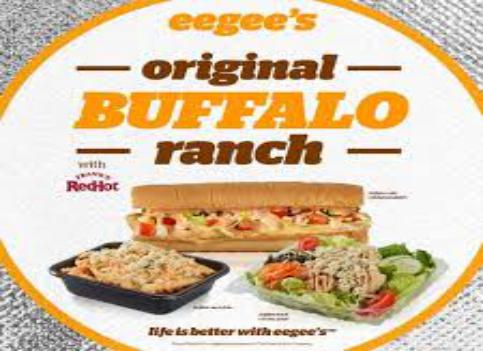 eegee's
original
BUFFALO
ranch
with
FRANK'S
RedHot
life is better with eegee's